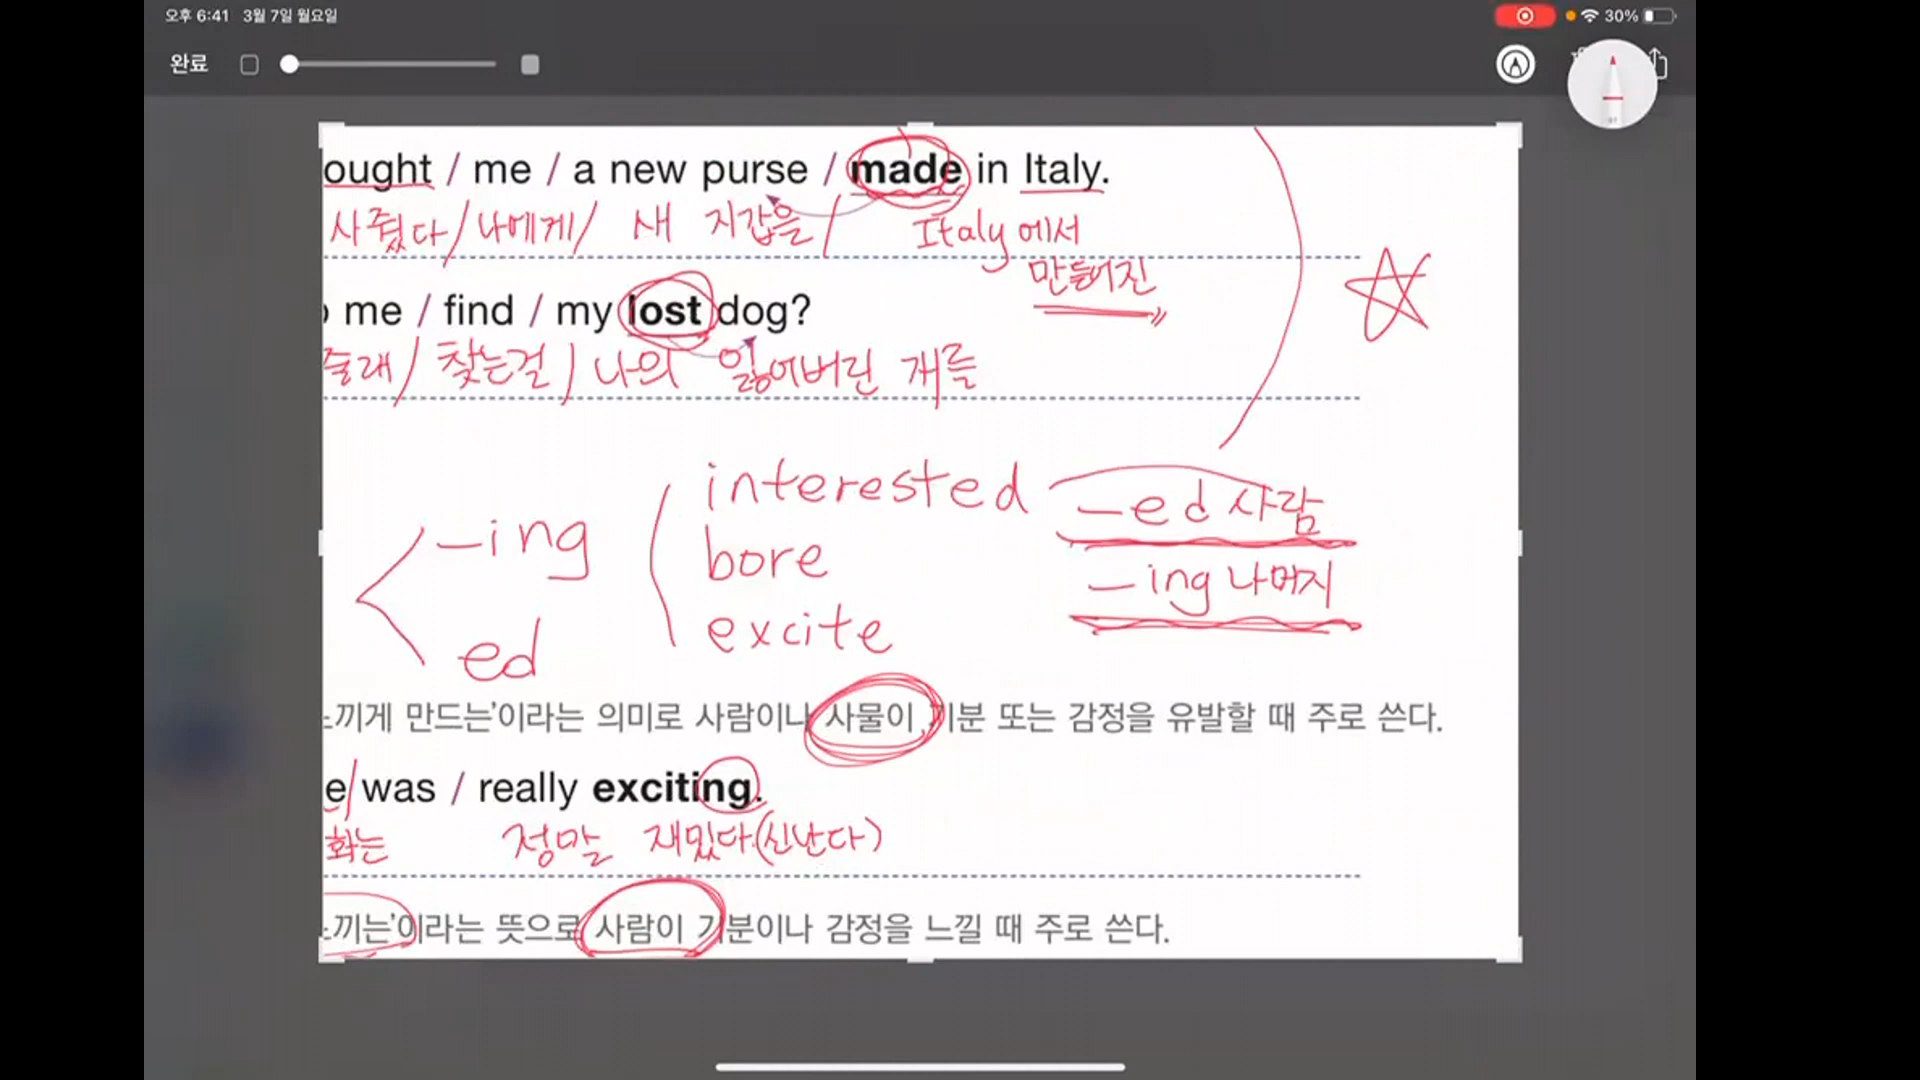 오후 6:41 3월 7일 월요일 30%
완료
ought / me / a new purse / made in Italy.
사줬다 / 나에게 / 새 지갑을 / Italy에서
만들어진
me / find / my lost dog?
줄래 / 찾는걸 / 나의 잃어버린 개를
interested -ed 사람
-ing bore -ing 나머지
ed excite
끼게 만드는'이라는 의미로 사람이나 사물이 기분 또는 감정을 유발할 때 주로 쓴다.
e / was / really exciting.
화는 정말 재밌다(신난다)
끼는'이라는 뜻으로 사람이 기분이나 감정을 느낄 때 주로 쓴다.